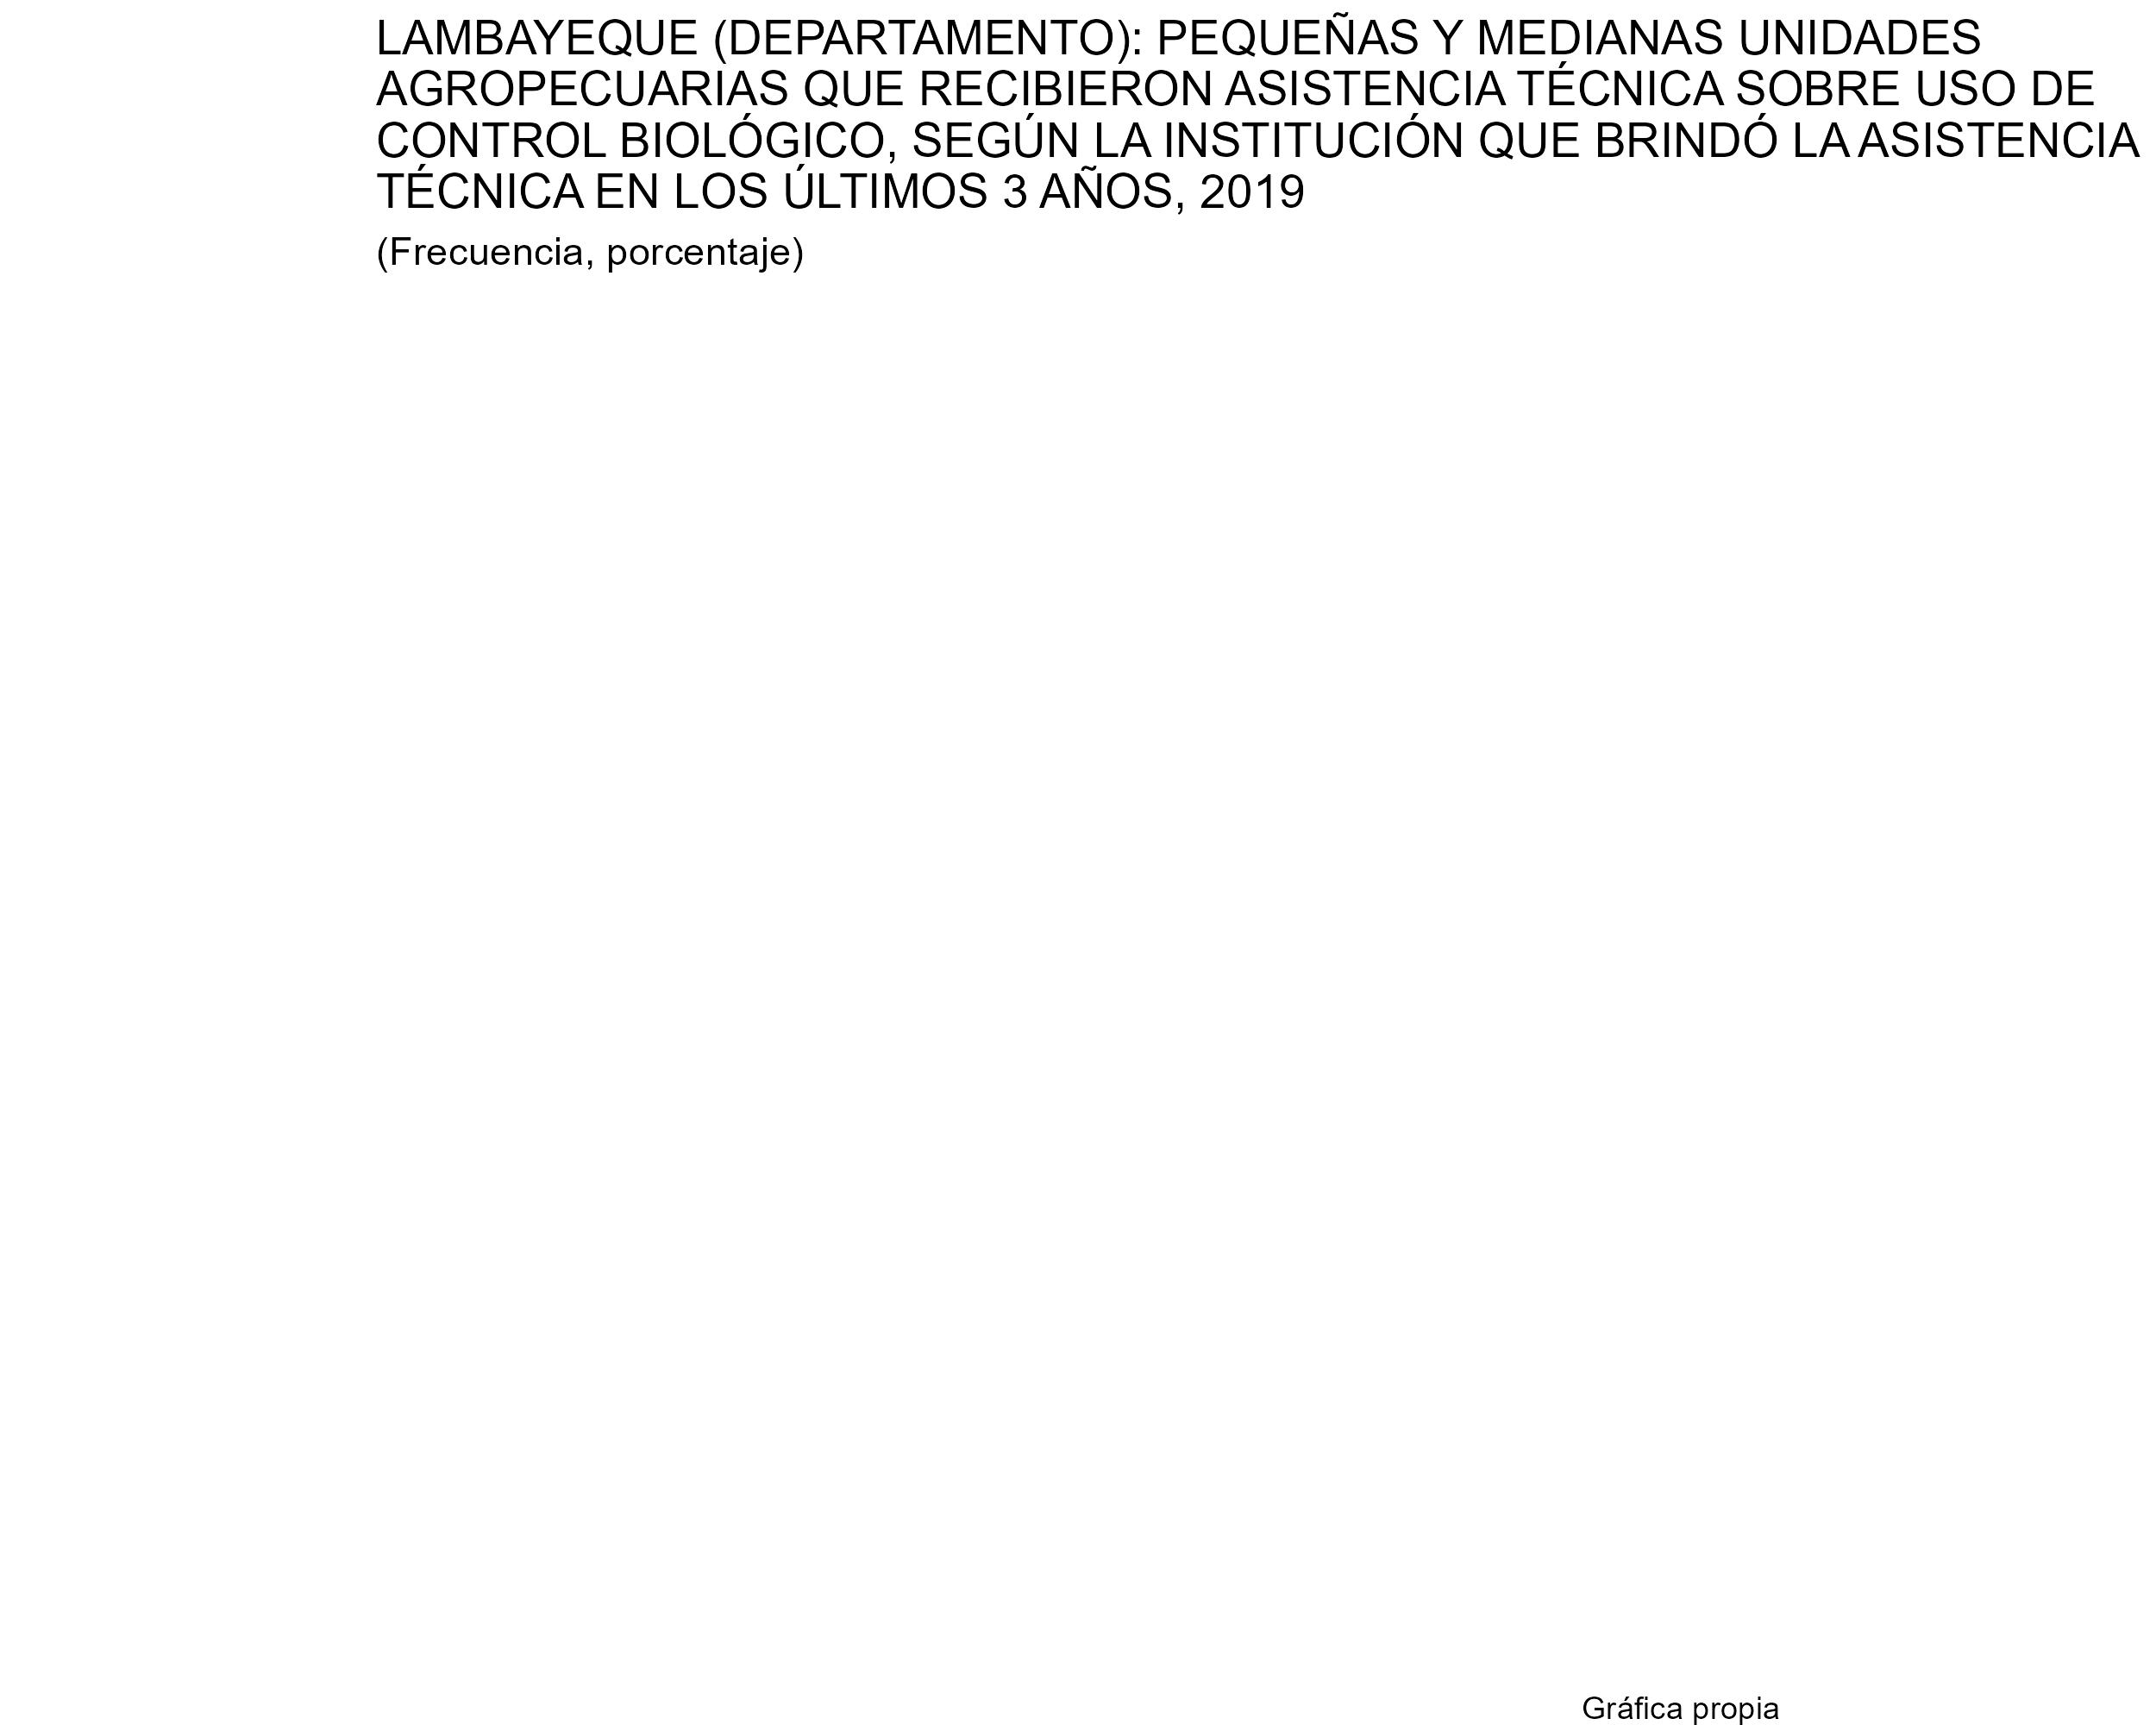 LAMBAYEQUE (DEPARTAMENTO): PEQUEÑAS Y MEDIANAS UNIDADES
AGROPECUARIAS QUE RECIBIERON ASISTENCIA TÉCNICA SOBRE USO DE
CONTROL BIOLÓGICO, SEGÚN LA INSTITUCIÓN QUE BRINDÓ LA ASISTENCIA
TÉCNICA EN LOS ÚLTIMOS 3 AÑOS, 2019
(Frecuencia, porcentaje)
Gráfica propia